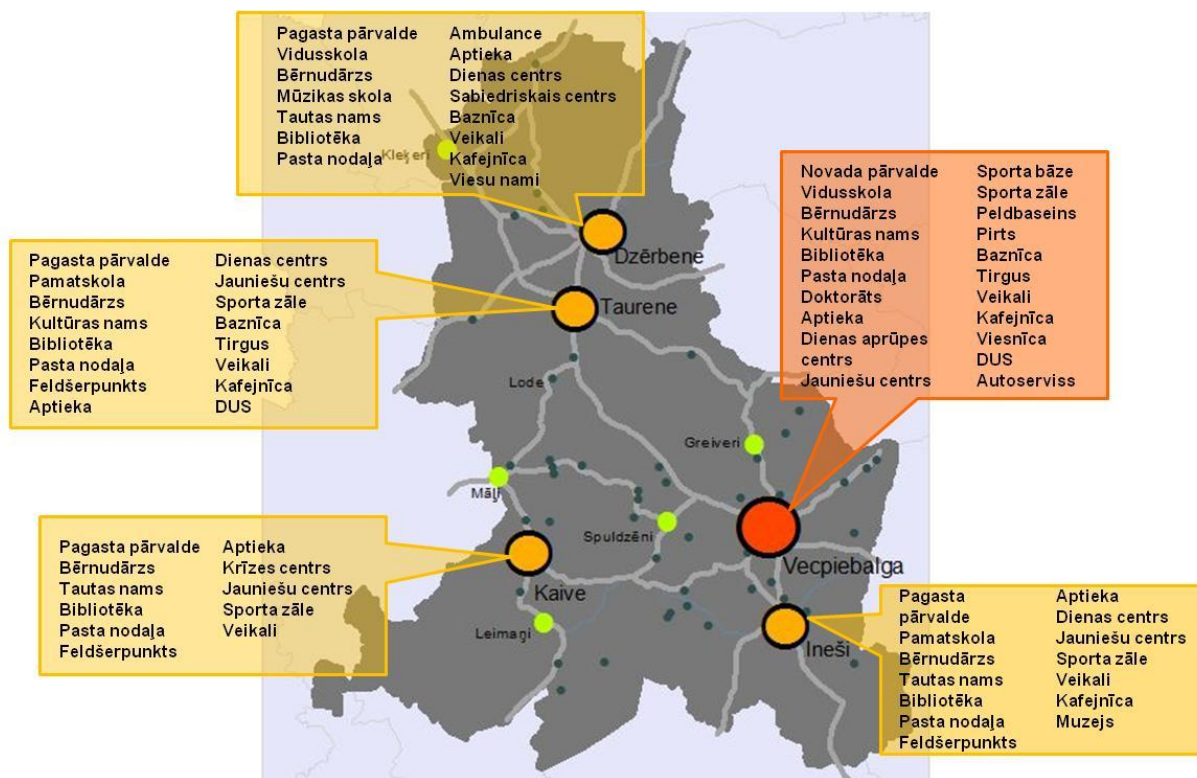 Pagasta pārvalde
Vidusskola
Bērnudārzs
Mūzikas skola
Tautas nams
Bibliotēka
Pasta nodaļa
Ambulance
Aptieka
Dienas centrs
Sabiedriskais centrs
Baznīca
Veikali
Kafejnīca
Viesu nami
Kleķeri
Dzērbene
Novada pārvalde
Vidusskola
Bērnudārzs
Kultūras nams
Bibliotēka
Pasta nodaļa
Doktorāts
Aptieka
Dienas aprūpes
centrs
Jauniešu centrs
Sporta bāze
Sporta zāle
Peldbaseins
Pirts
Baznīca
Tirgus
Veikali
Kafejnīca
Viesnīca
DUS
Autoserviss
Pagasta pārvalde
Pamatskola
Bērnudārzs
Kultūras nams
Bibliotēka
Pasta nodaļa
Feldšerpunkts
Aptieka
Dienas centrs
Jauniešu centrs
Sporta zāle
Baznīca
Tirgus
Veikali
Kafejnīca
DUS
Taurene
Lode
Greiveri
Māļi
Spuldzēni
Vecpiebalga
Pagasta pārvalde
Bērnudārzs
Tautas nams
Bibliotēka
Pasta nodaļa
Feldšerpunkts
Aptieka
Krīzes centrs
Jauniešu centrs
Sporta zāle
Veikali
Kaive
Leimaņi
Ineši
Pagasta
pārvalde
Pamatskola
Bērnudārzs
Tautas nams
Bibliotēka
Pasta nodaļa
Feldšerpunkts
Aptieka
Dienas centrs
Jauniešu centrs
Sporta zāle
Veikali
Kafejnīca
Muzejs